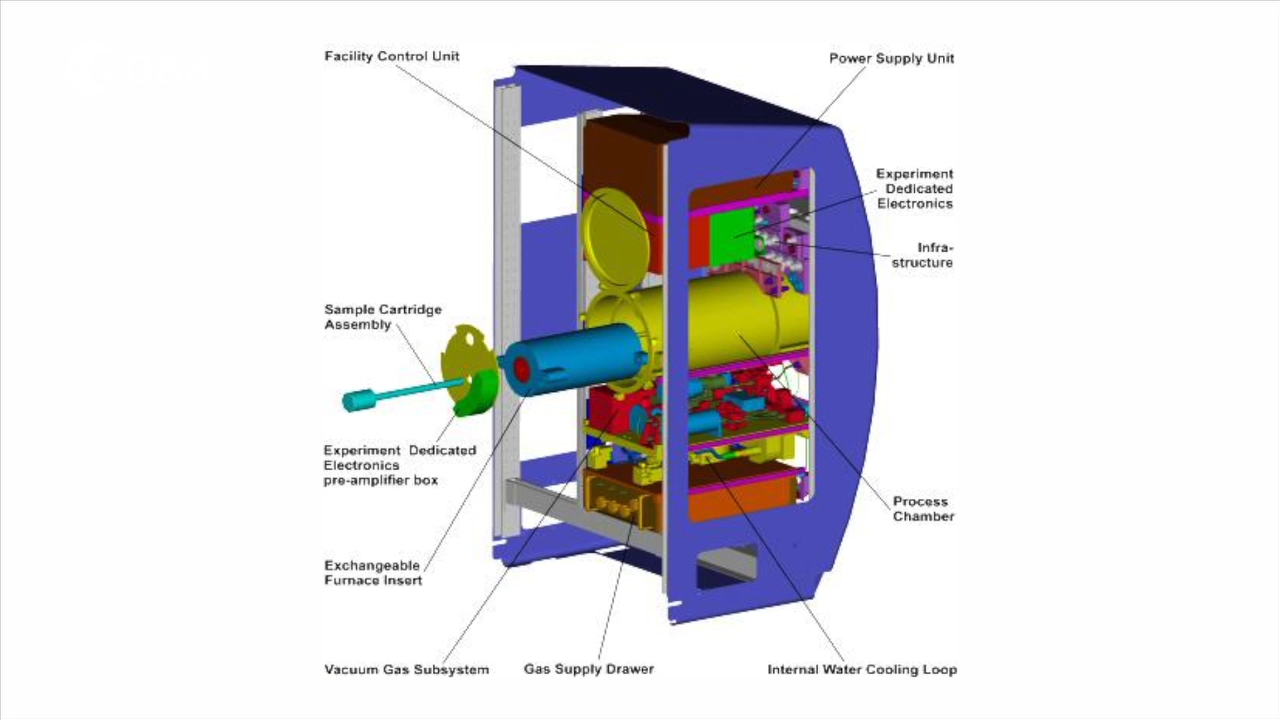 Facility Control Unit
Power Supply Unit
Experiment
Dedicated
Electronics
Infra-
structure
Sample Cartridge
Assembly
Experiment Dedicated
Electronics
pre-amplifier box
Process
Chamber
Exchangeable
Furnace Insert
Vacuum Gas Subsystem
Gas Supply Drawer
Internal Water Cooling Loop